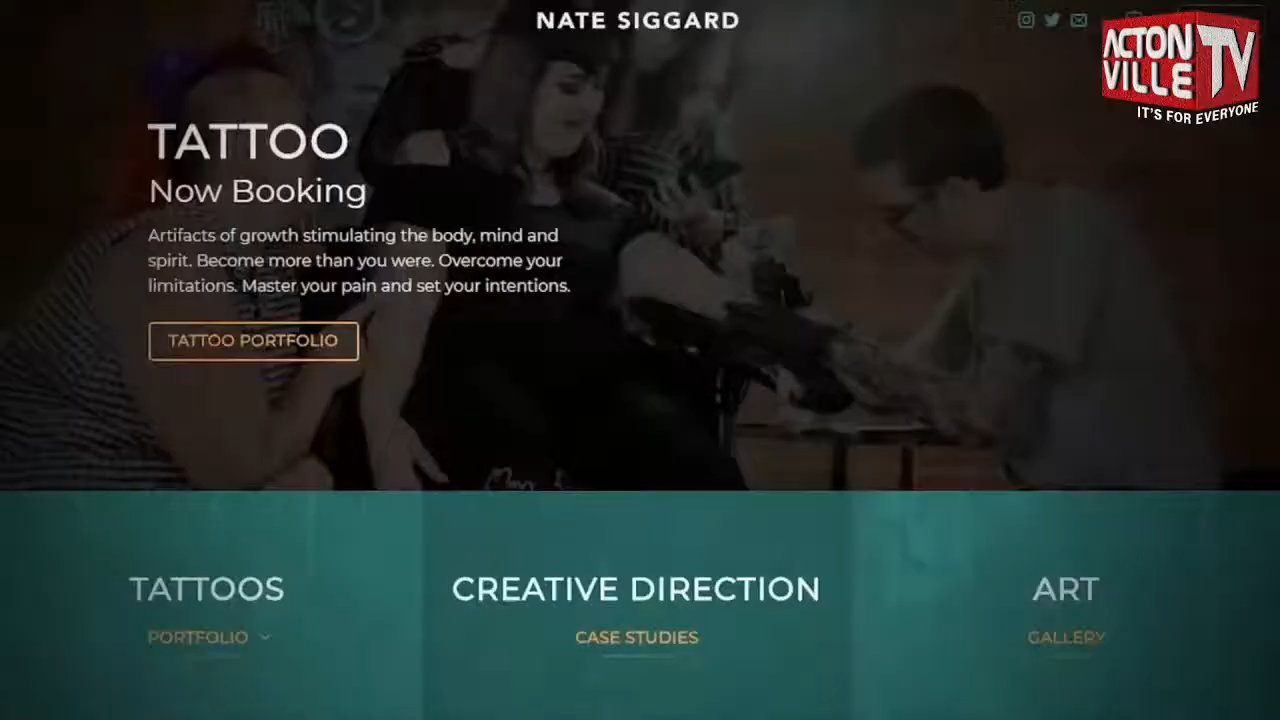 NATE SIGGARD
ACTON
VILLE TV
IT'S FOR EVERYONE
TATTOO
Now Booking
Artifacts of growth stimulating the body, mind and
spirit. Become more than you were. Overcome your
limitations. Master your pain and set your intentions.
TATTOO PORTFOLIO
TATTOOS
CREATIVE DIRECTION
ART
PORTFOLIO
CASE STUDIES
GALLERY